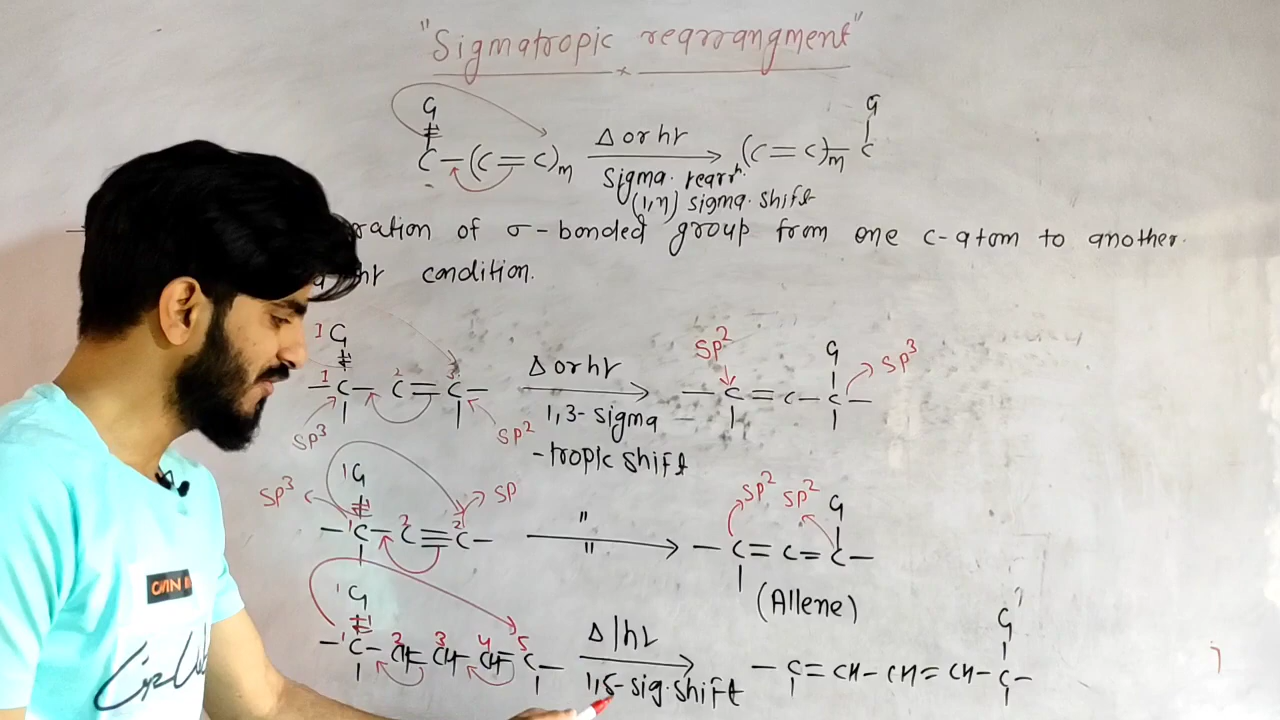 "Sigmatropic rearrangment"
G G
C – (C = C)m Δ or hν (C = C)m – C
Sigma. rearrⁿ.
(1,n) sigma. shift
of σ-bonded group from one c-atom to another.
condition.
1 G SP² G SP³
1 2 3 Δ or hν
– C – C = C – – C = C – C –
SP³ SP² 1,3-sigma
-tropic shift
SP³ 1 G SP SP² SP² G
1 2 2 " "
– C – C ≡ C – – C = C = C –
(Allene)
1 G G 1
1 2 3 4 5 Δ/hν
– C – CH = CH – CH = C – – C = CH – CH = CH – C –
1,5-sig. shift